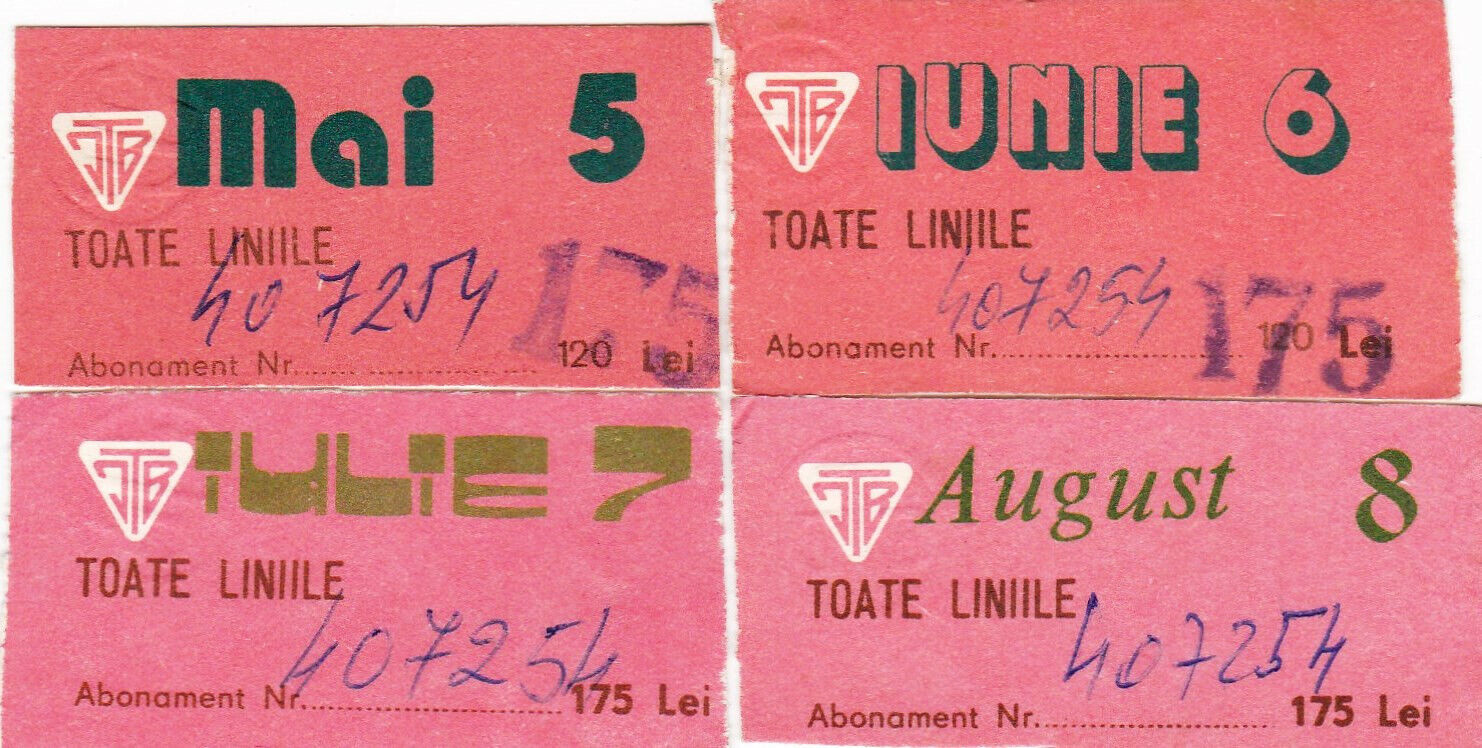 ITB Mai 5
TOATE LINIILE
407254
175
Abonament Nr. 120 Lei
ITB IUNIE 6
TOATE LINIILE
407254
175
Abonament Nr. 120 Lei
ITB IULIE 7
TOATE LINIILE
407254
Abonament Nr. 175 Lei
ITB August 8
TOATE LINIILE
407254
Abonament Nr. 175 Lei